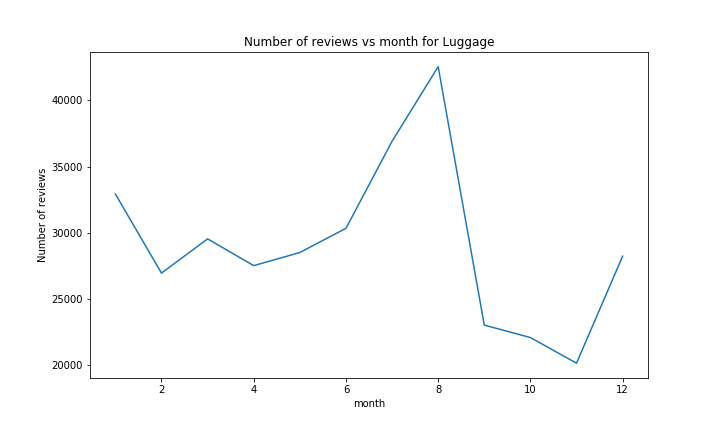 Number of reviews vs month for Luggage
40000
35000
30000
25000
20000
Number of reviews
2 4 6 8 10 12
month